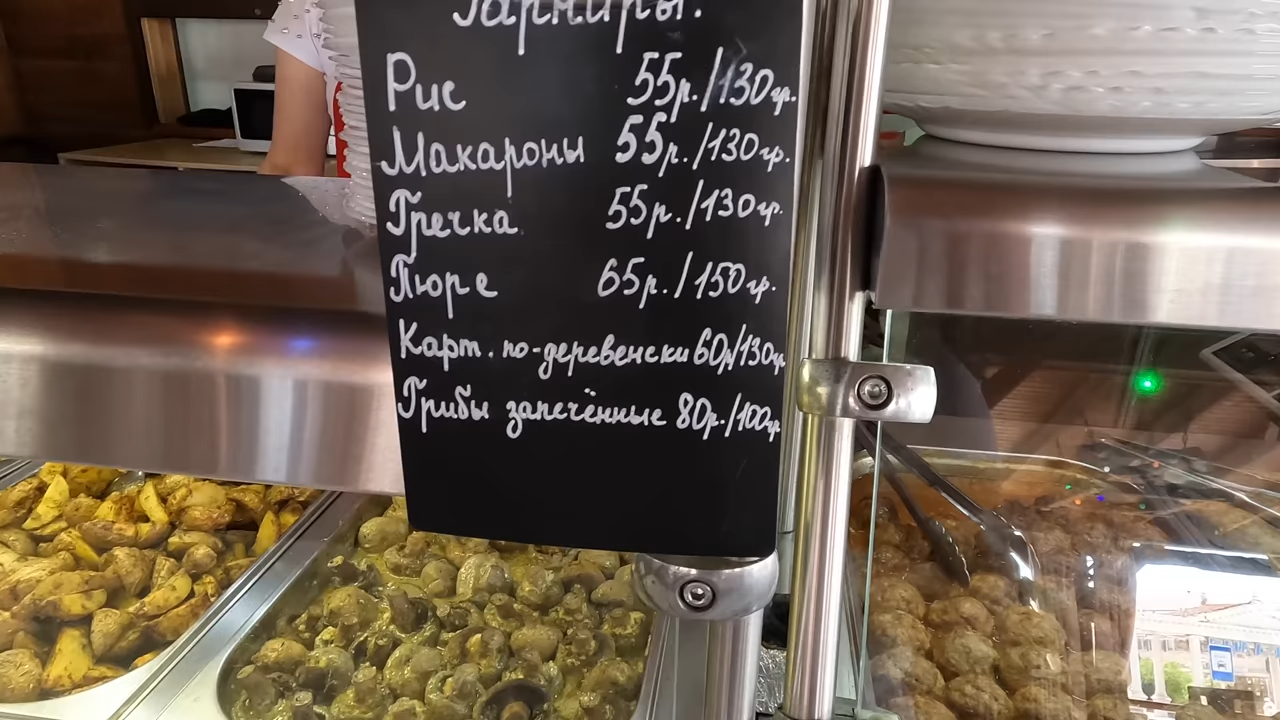 Гарниры:
Рис 55р./130гр.
Макароны 55р./130гр.
Гречка 55р./130гр.
Пюре 65р./150гр.
Карт. по-деревенски 60р/130гр.
Грибы запечённые 80р./100гр.